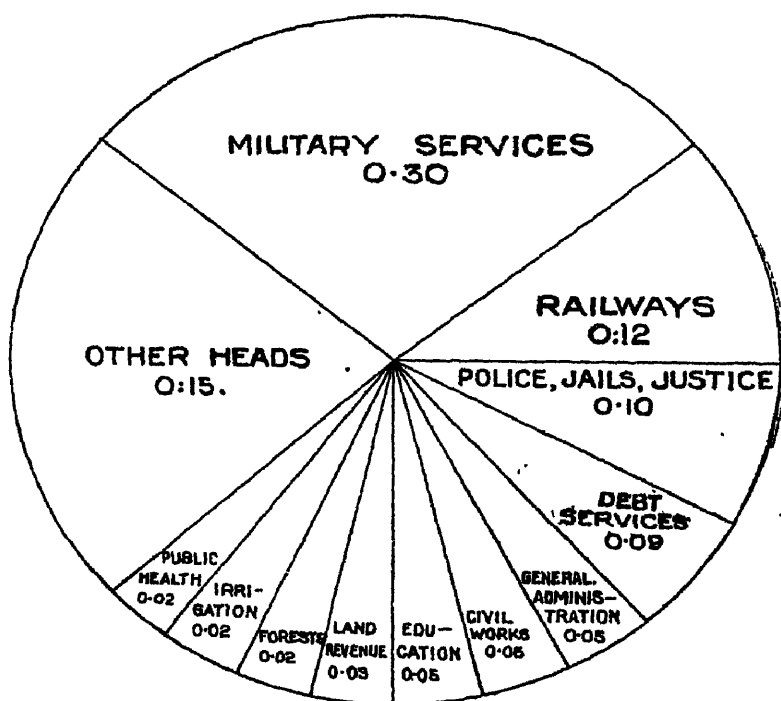 MILITARY SERVICES
0·30
RAILWAYS
0:12
OTHER HEADS
0:15.
POLICE, JAILS, JUSTICE
0·10
DEBT
SERVICES
0·09
GENERAL.
ADMINIS-
TRATION
0·05
CIVIL
WORKS
0·05
EDU-
CATION
0·05
LAND
REVENUE
0·03
FORESTS
0·02
IRRI-
GATION
0·02
PUBLIC
HEALTH
0·02